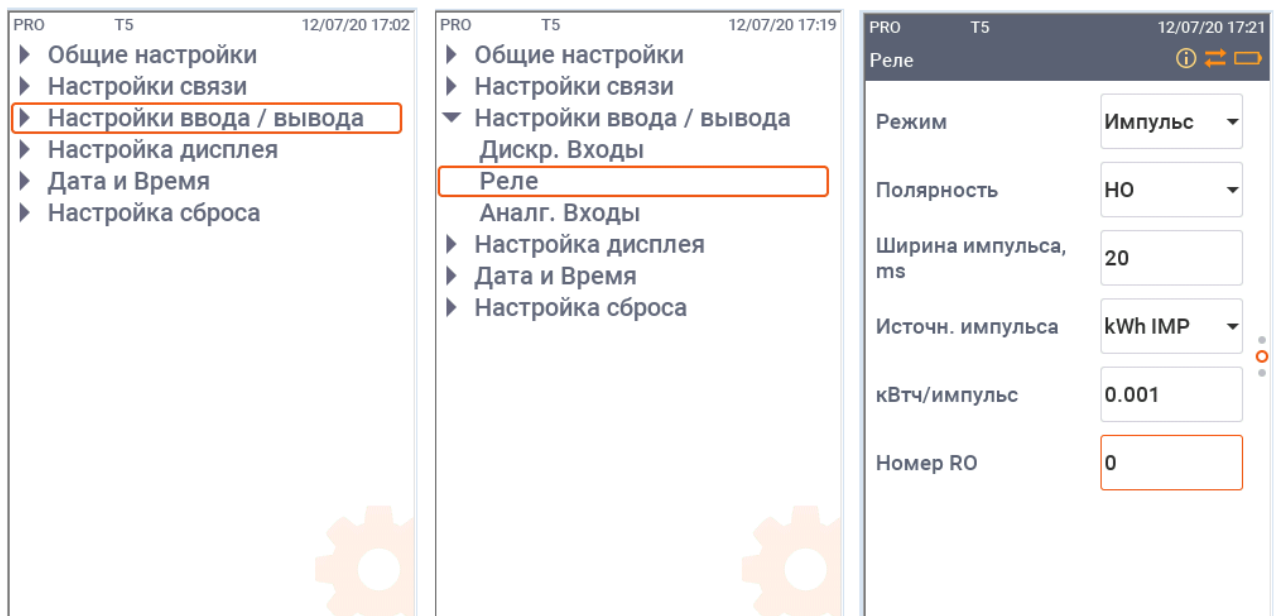 PRO T5 12/07/20 17:02
Общие настройки
Настройки связи
Настройки ввода / вывода
Настройка дисплея
Дата и Время
Настройка сброса
PRO T5 12/07/20 17:19
Общие настройки
Настройки связи
Настройки ввода / вывода
Дискр. Входы
Реле
Аналг. Входы
Настройка дисплея
Дата и Время
Настройка сброса
PRO T5 12/07/20 17:21
Реле
Режим Импульс
Полярность НО
Ширина импульса,
ms 20
Источн. импульса kWh IMP
кВтч/импульс 0.001
Номер RO 0